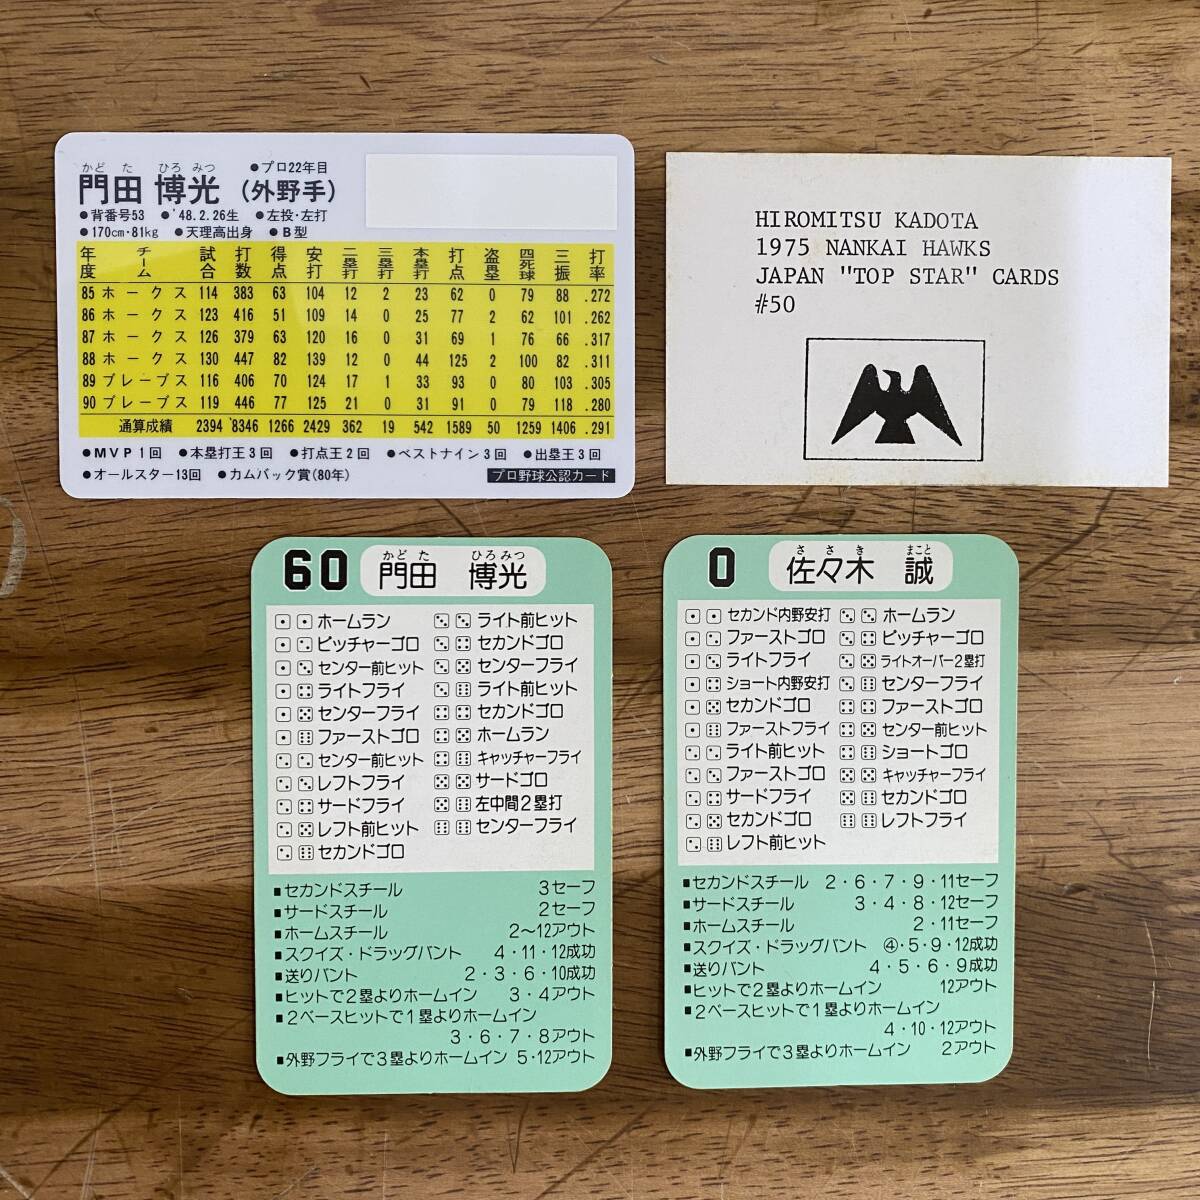 かど た ひろ みつ
門田 博光 (外野手)
●プロ22年目
●背番号53 ●'48.2.26生 ●左投・左打
●170cm・81kg ●天理高出身 ●B型
年度 チーム 試合 打数 得点 安打 二塁打 三塁打 本塁打 打点 盗塁 四死球 三振 打率
85 ホークス 114 383 63 104 12 2 23 62 0 79 88 .272
86 ホークス 123 416 51 109 14 0 25 77 2 62 101 .262
87 ホークス 126 379 63 120 16 0 31 69 1 76 66 .317
88 ホークス 130 447 82 139 12 0 44 125 2 100 82 .311
89 ブレーブス 116 406 70 124 17 1 33 93 0 80 103 .305
90 ブレーブス 119 446 77 125 21 0 31 91 0 79 118 .280
通算成績 2394 8346 1266 2429 362 19 542 1589 50 1259 1406 .291
●MVP1回 ●本塁打王3回 ●打点王2回 ●ベストナイン3回 ●出塁王3回
●オールスター13回 ●カムバック賞(80年)
プロ野球公認カード
HIROMITSU KADOTA
1975 NANKAI HAWKS
JAPAN "TOP STAR" CARDS
#50
かど た ひろ みつ
60 門田 博光
ホームラン
ピッチャーゴロ
センター前ヒット
ライトフライ
センターフライ
ファーストゴロ
センター前ヒット
レフトフライ
サードフライ
レフト前ヒット
セカンドゴロ
ライト前ヒット
セカンドゴロ
センターフライ
ライト前ヒット
セカンドゴロ
ホームラン
キャッチャーフライ
サードゴロ
左中間2塁打
センターフライ
■セカンドスチール 3セーフ
■サードスチール 2セーフ
■ホームスチール 2〜12アウト
■スクイズ・ドラッグバント 4・11・12成功
■送りバント 2・3・6・10成功
■ヒットで2塁よりホームイン 3・4アウト
■2ベースヒットで1塁よりホームイン
3・6・7・8アウト
■外野フライで3塁よりホームイン 5・12アウト
ささ き まこと
0 佐々木 誠
セカンド内野安打
ファーストゴロ
ライトフライ
ショート内野安打
セカンドゴロ
ファーストフライ
ライト前ヒット
ファーストゴロ
サードフライ
セカンドゴロ
レフト前ヒット
ホームラン
ピッチャーゴロ
ライトオーバー2塁打
センターフライ
ファーストゴロ
センター前ヒット
ショートゴロ
キャッチャーフライ
セカンドゴロ
レフトフライ
■セカンドスチール 2・6・7・9・11セーフ
■サードスチール 3・4・8・12セーフ
■ホームスチール 2・11セーフ
■スクイズ・ドラッグバント ④・5・9・12成功
■送りバント 4・5・6・9成功
■ヒットで2塁よりホームイン 12アウト
■2ベースヒットで1塁よりホームイン
4・10・12アウト
■外野フライで3塁よりホームイン 2アウト